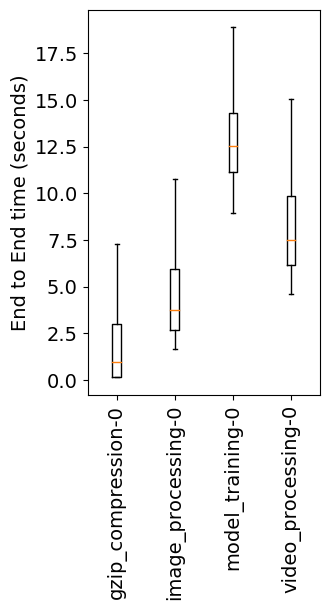 End to End time (seconds)
17.5
15.0
12.5
10.0
7.5
5.0
2.5
0.0
gzip_compression-0
image_processing-0
model_training-0
video_processing-0